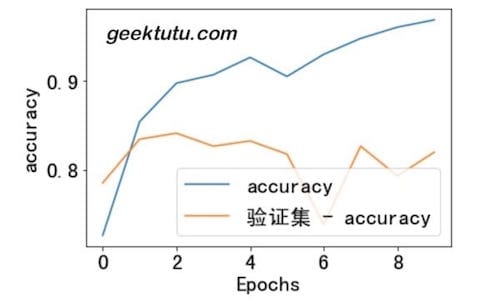 geektutu.com
0.9
0.8
accuracy
accuracy
验证集 - accuracy
0 2 4 6 8
Epochs